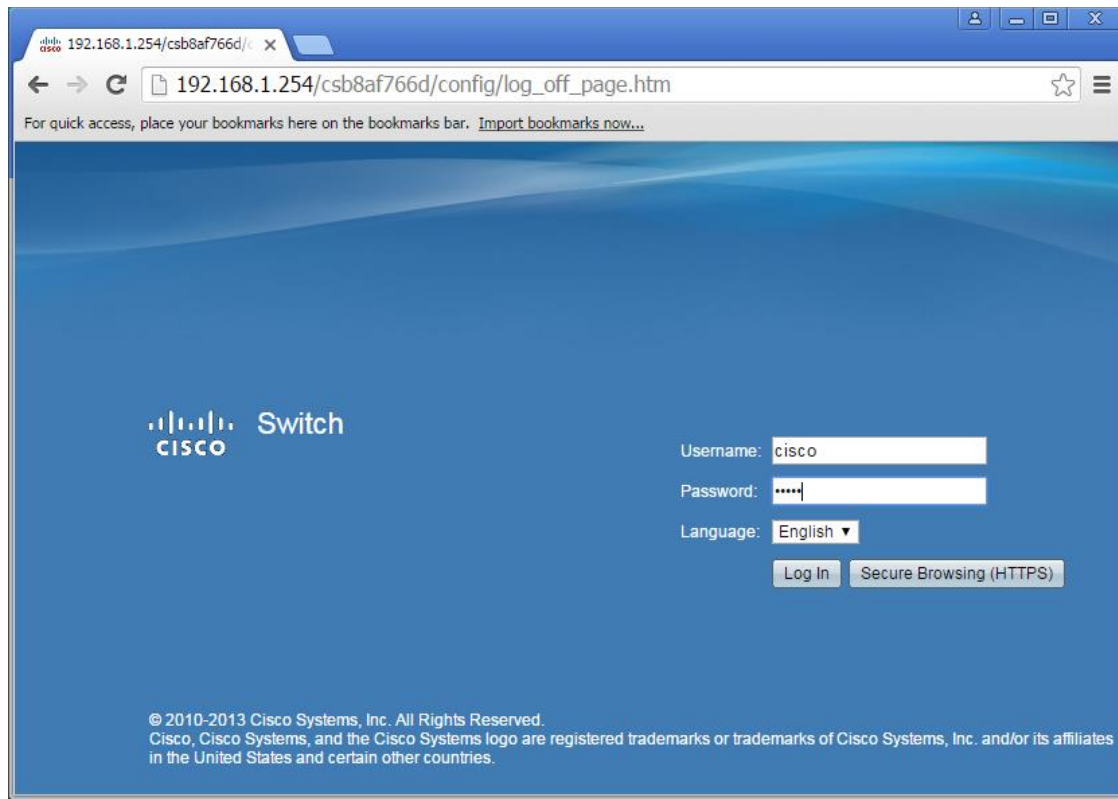 192.168.1.254/csb8af766d/c
192.168.1.254/csb8af766d/config/log_off_page.htm
For quick access, place your bookmarks here on the bookmarks bar. Import bookmarks now...
CISCO
Switch
Username: cisco
Password: •••••
Language: English
Log In Secure Browsing (HTTPS)
© 2010-2013 Cisco Systems, Inc. All Rights Reserved.
Cisco, Cisco Systems, and the Cisco Systems logo are registered trademarks or trademarks of Cisco Systems, Inc. and/or its affiliates
in the United States and certain other countries.